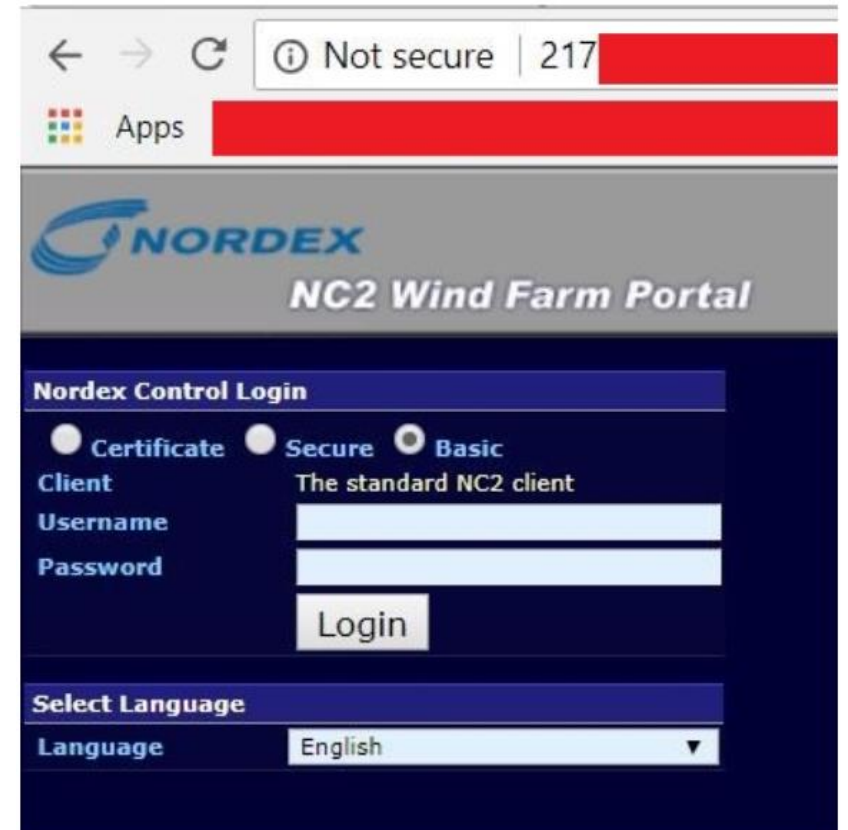 Not secure 217
Apps
NORDEX
NC2 Wind Farm Portal
Nordex Control Login
Certificate Secure Basic
Client The standard NC2 client
Username
Password
Login
Select Language
Language English